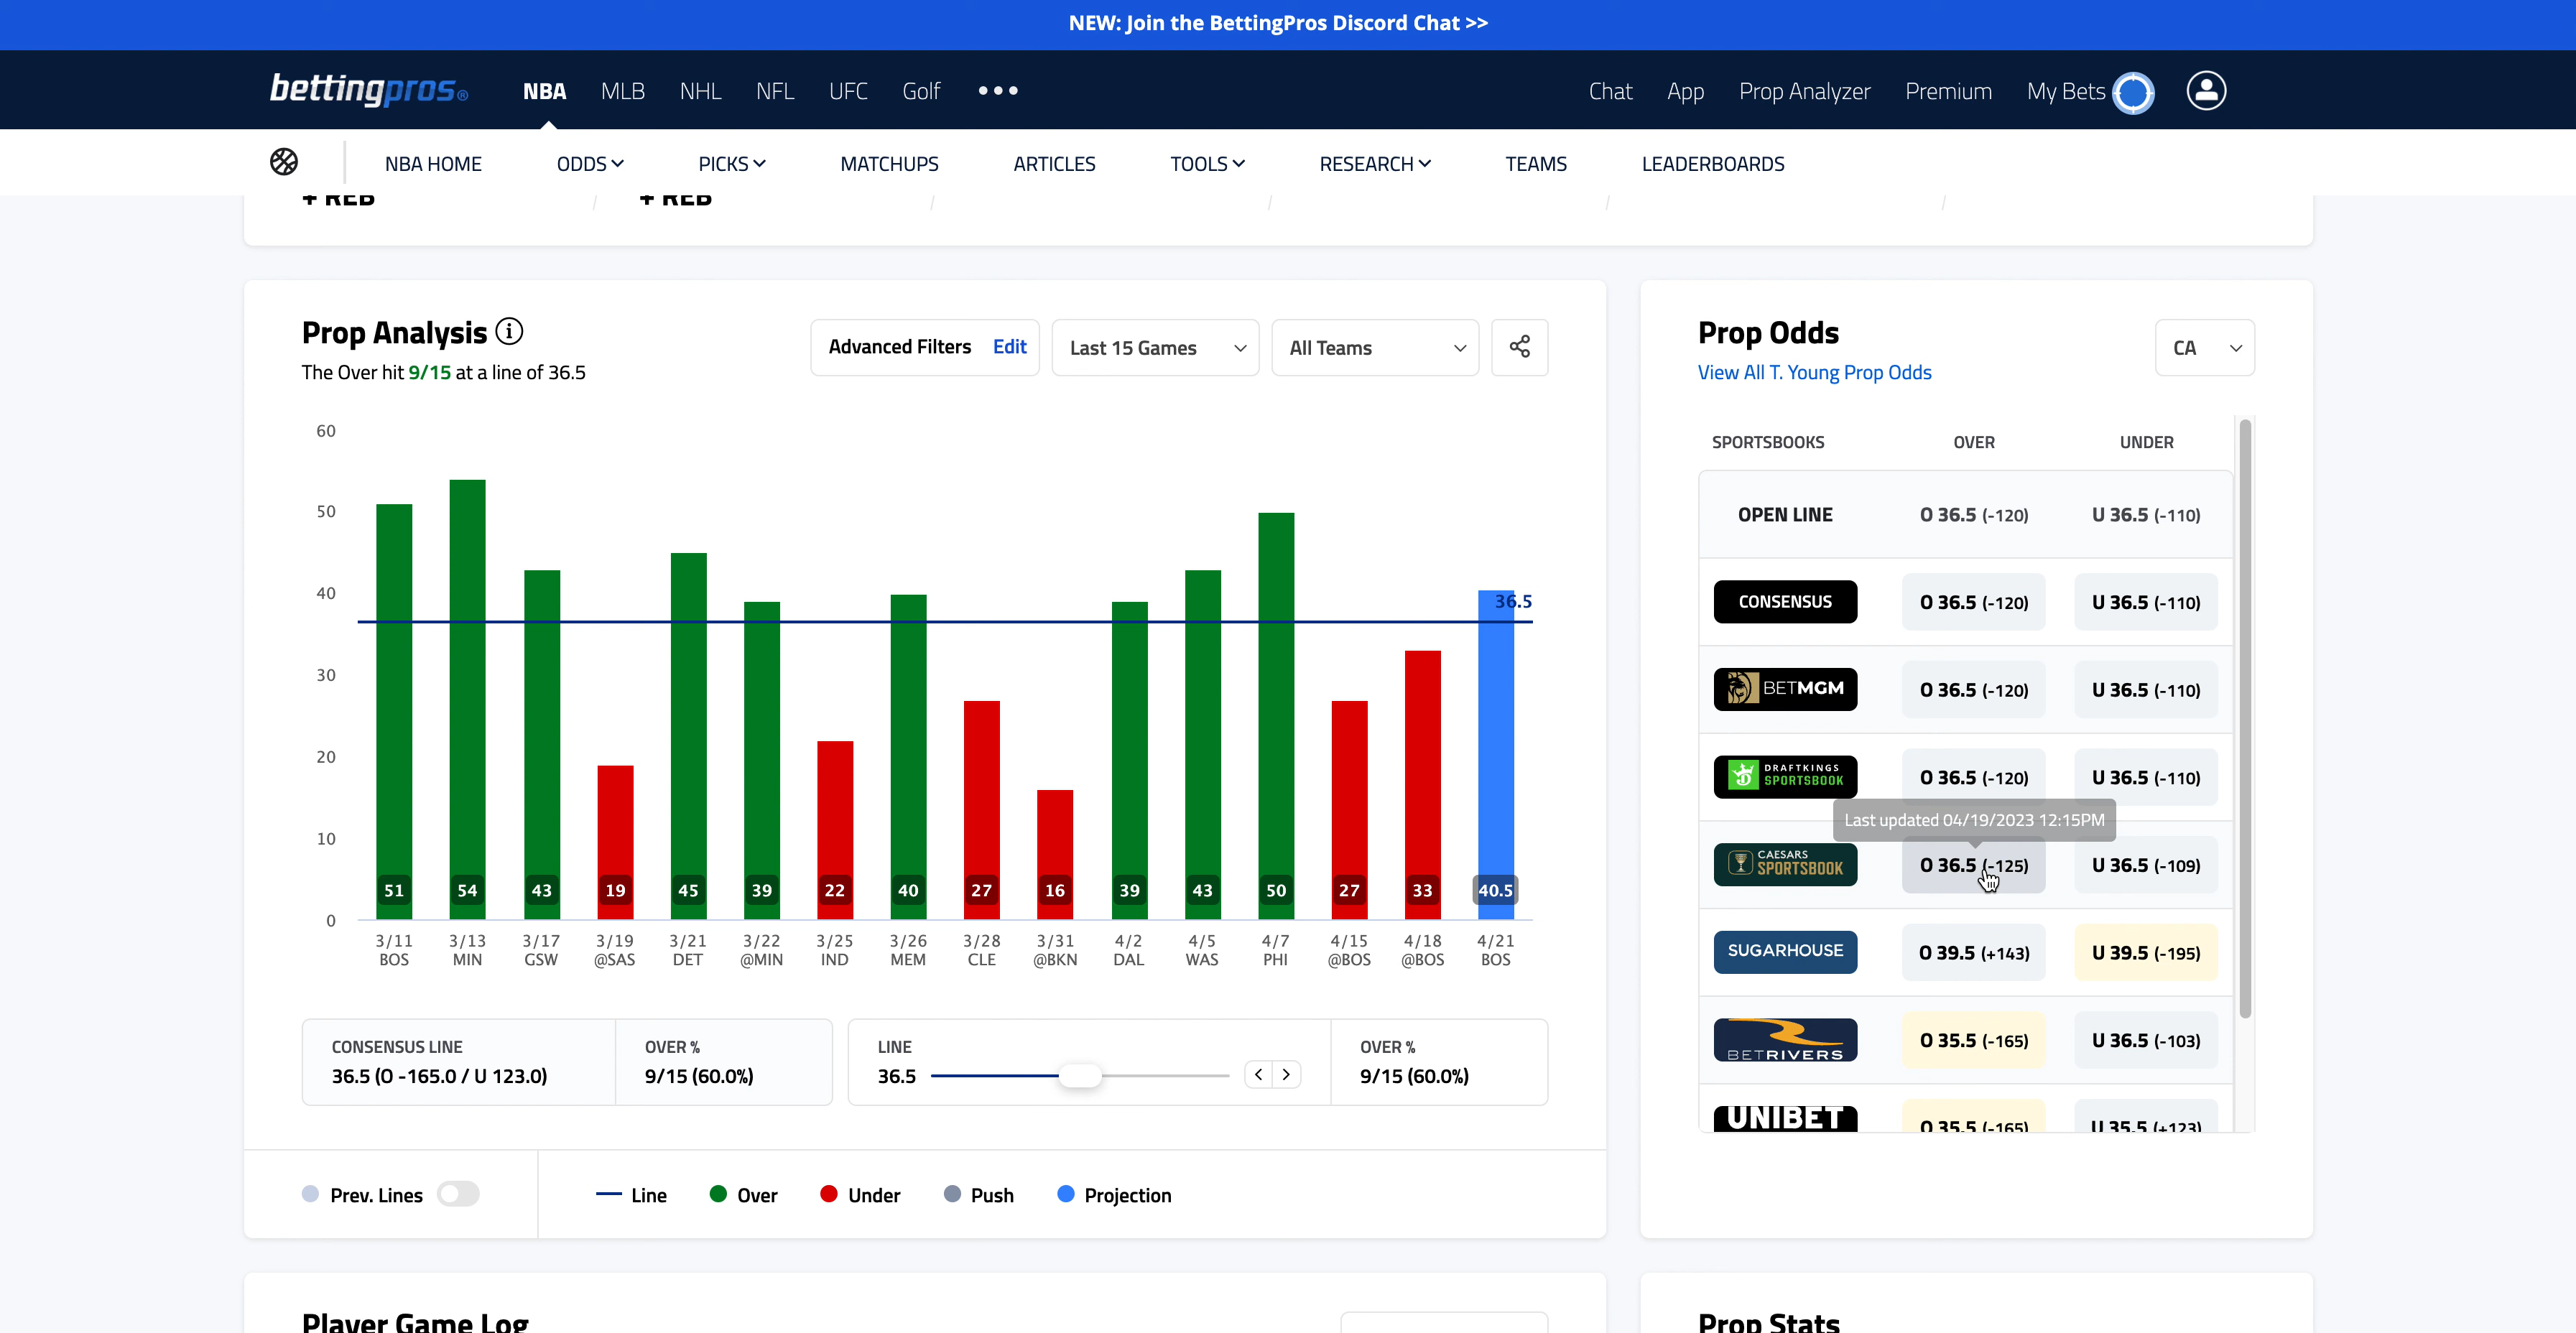 NEW: Join the BettingPros Discord Chat >>
bettingpros® NBA MLB NHL NFL UFC Golf ••• Chat App Prop Analyzer Premium My Bets
NBA HOME ODDS PICKS MATCHUPS ARTICLES TOOLS RESEARCH TEAMS LEADERBOARDS
+ REB + REB
Prop Analysis
The Over hit 9/15 at a line of 36.5
Advanced Filters Edit Last 15 Games All Teams
60
50
40
30
20
10
0
36.5
51 54 43 19 45 39 22 40 27 16 39 43 50 27 33 40.5
3/11 3/13 3/17 3/19 3/21 3/22 3/25 3/26 3/28 3/31 4/2 4/5 4/7 4/15 4/18 4/21
BOS MIN GSW @SAS DET @MIN IND MEM CLE @BKN DAL WAS PHI @BOS @BOS BOS
CONSENSUS LINE OVER % LINE OVER %
36.5 (O -165.0 / U 123.0) 9/15 (60.0%) 36.5 < > 9/15 (60.0%)
Prev. Lines Line Over Under Push Projection
Prop Odds
View All T. Young Prop Odds
CA
SPORTSBOOKS OVER UNDER
OPEN LINE O 36.5 (-120) U 36.5 (-110)
CONSENSUS O 36.5 (-120) U 36.5 (-110)
BETMGM O 36.5 (-120) U 36.5 (-110)
DRAFTKINGS
SPORTSBOOK O 36.5 (-120) U 36.5 (-110)
Last updated 04/19/2023 12:15PM
CAESARS
SPORTSBOOK O 36.5 (-125) U 36.5 (-109)
SUGARHOUSE O 39.5 (+143) U 39.5 (-195)
BETRIVERS O 35.5 (-165) U 36.5 (-103)
UNIBET O 35.5 (-165) U 35.5 (+123)
Player Game Log
Prop Stats